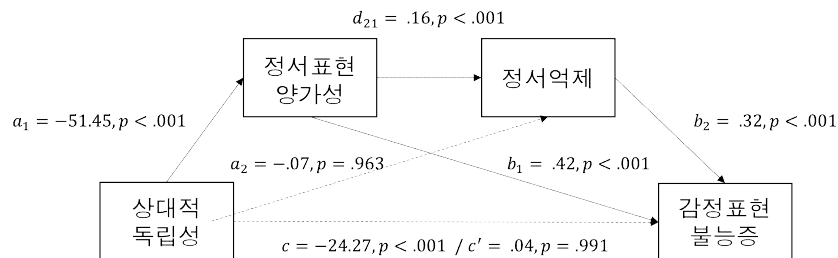 d₂₁ = .16, p < .001
정서표현
양가성
정서억제
a₁ = −51.45, p < .001
b₂ = .32, p < .001
a₂ = −.07, p = .963
b₁ = .42, p < .001
상대적
독립성
감정표현
불능증
c = −24.27, p < .001 / c′ = .04, p = .991